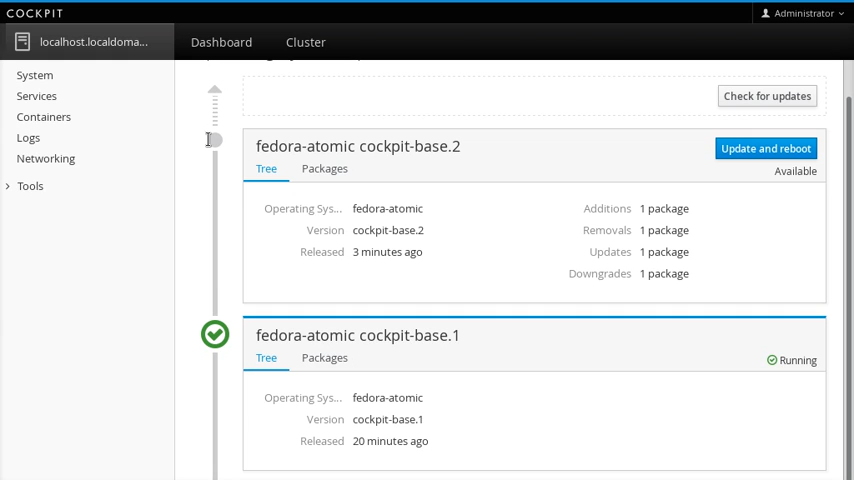 COCKPIT
Administrator
localhost.localdoma...
Dashboard
Cluster
System
Services
Containers
Logs
Networking
Tools
Check for updates
fedora-atomic cockpit-base.2
Update and reboot
Tree
Packages
Available
Operating Sys... fedora-atomic
Version cockpit-base.2
Released 3 minutes ago
Additions 1 package
Removals 1 package
Updates 1 package
Downgrades 1 package
fedora-atomic cockpit-base.1
Tree
Packages
Running
Operating Sys... fedora-atomic
Version cockpit-base.1
Released 20 minutes ago